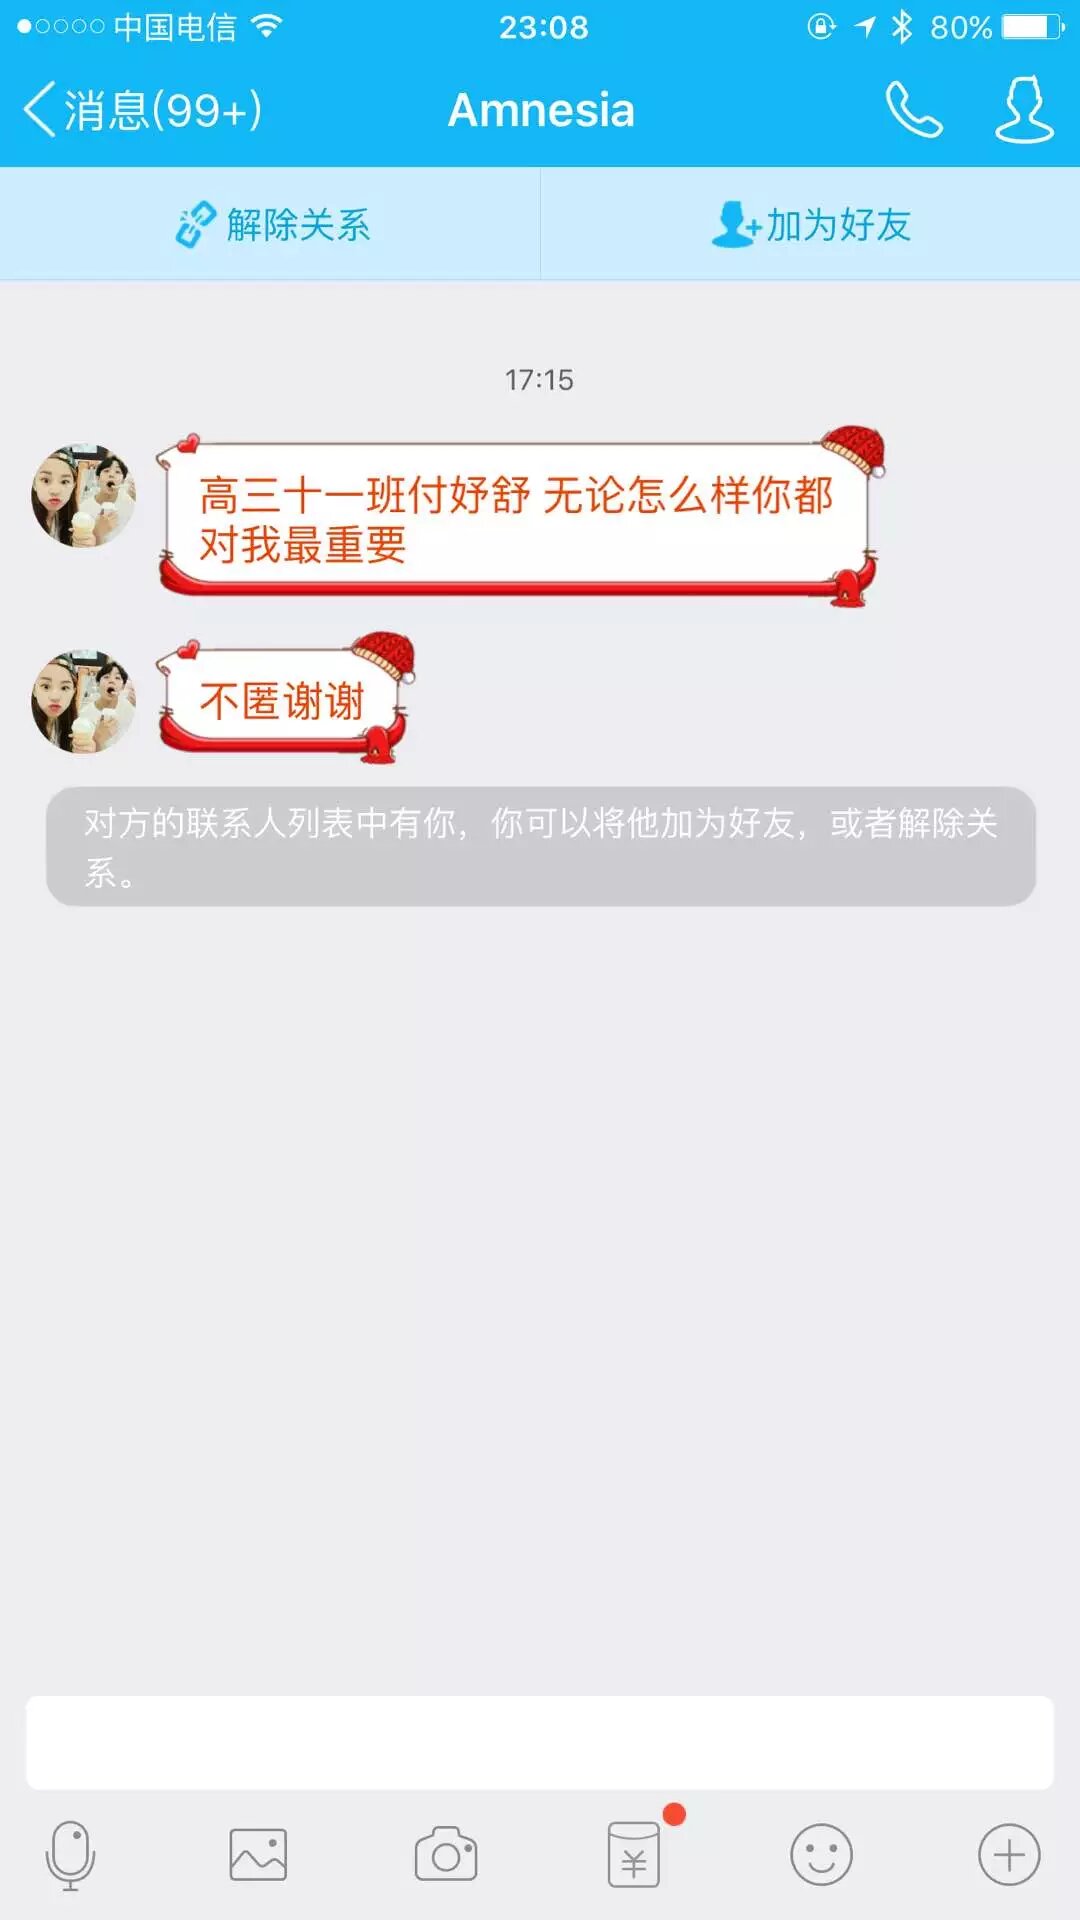 中国电信
23:08
80%
消息(99+)
Amnesia
解除关系
加为好友
17:15
高三十一班付妤舒 无论怎么样你都
对我最重要
不匿谢谢
对方的联系人列表中有你，你可以将他加为好友，或者解除关
系。
¥